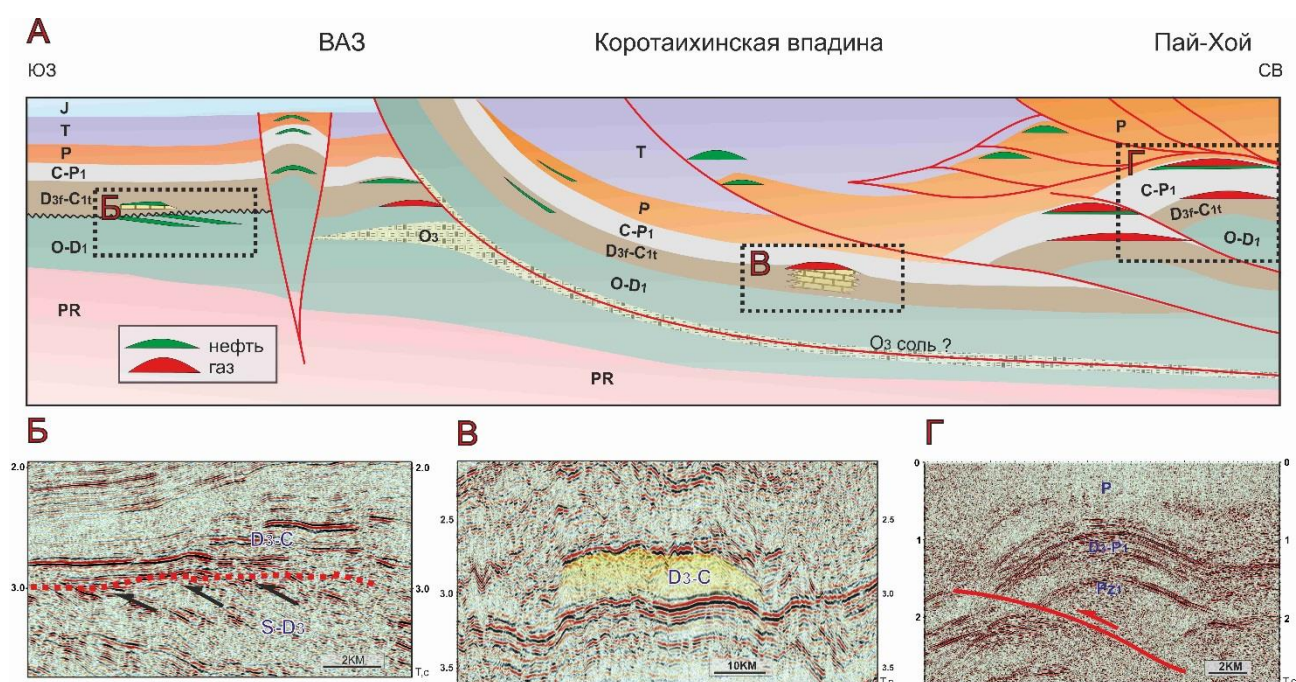 А
ВАЗ
Коротаихинская впадина
Пай-Хой
ЮЗ
СВ
J
T
P
C-P1
D3f-C1t
O-D1
PR
Б
O3
T
P
C-P1
D3f-C1t
O-D1
В
O3 соль ?
PR
P
Г
C-P1
D3f-C1t
O-D1
нефть
газ
Б
2.0
2.0
D3-C
3.0
3.0
S-D3
2KM
T,c
В
2.5
2.5
D3-C
3.0
3.0
3.5
3.5
10KM
Г
0
0
P
1
1
D3-P1
PZ1
2
2
2KM
T,c